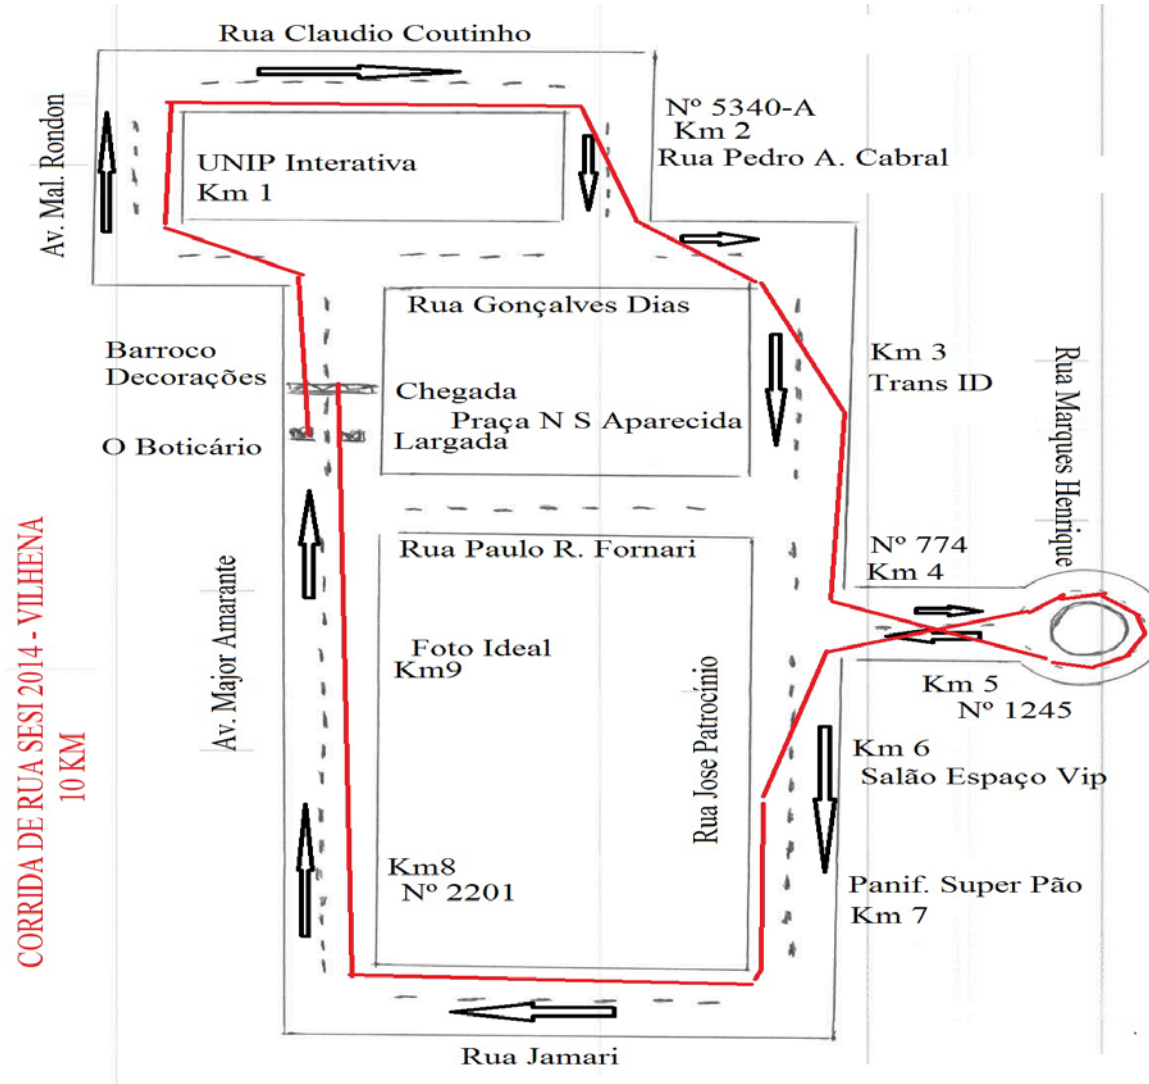 Rua Claudio Coutinho
Av. Mal. Rondon
UNIP Interativa
Km 1
Nº 5340-A
Km 2
Rua Pedro A. Cabral
Rua Gonçalves Dias
Barroco
Decorações
Chegada
Praça N S Aparecida
O Boticário
Largada
Km 3
Trans ID
Rua Marques Henrique
Rua Paulo R. Fornari
Nº 774
Km 4
CORRIDA DE RUA SESI 2014 - VILHENA
10 KM
Av. Major Amarante
Foto Ideal
Km9
Rua Jose Patrocínio
Km 5
Nº 1245
Km 6
Salão Espaço Vip
Km8
Nº 2201
Panif. Super Pão
Km 7
Rua Jamari